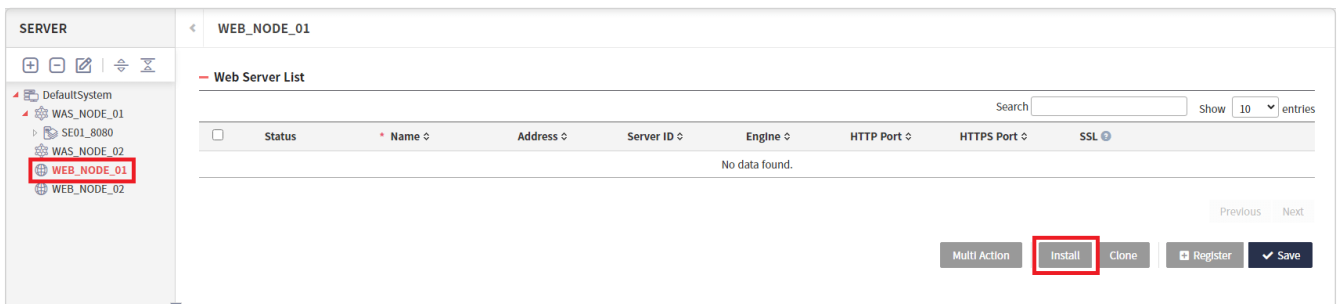 SERVER
WEB_NODE_01
DefaultSystem
WAS_NODE_01
SE01_8080
WAS_NODE_02
WEB_NODE_01
WEB_NODE_02
Web Server List
Search Show 10 entries
Status * Name Address Server ID Engine HTTP Port HTTPS Port SSL
No data found.
Previous Next
Multi Action Install Clone Register Save